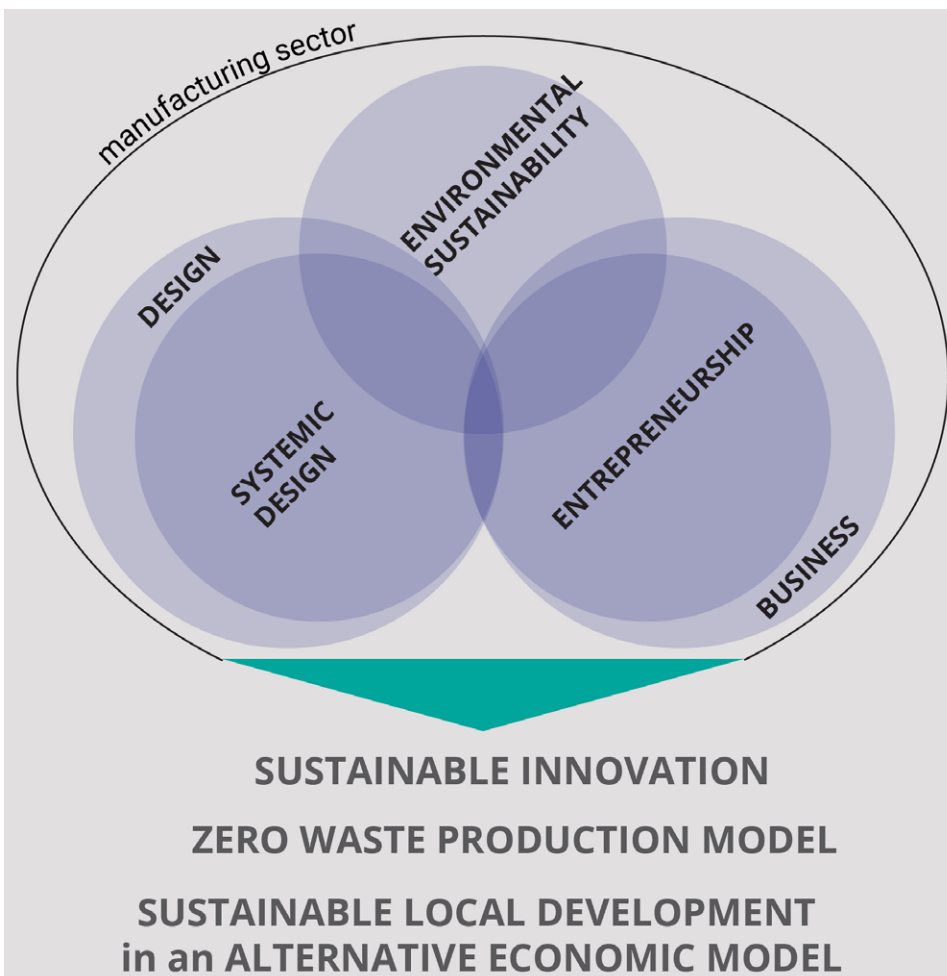 manufacturing sector
ENVIRONMENTAL
SUSTAINABILITY
DESIGN
SYSTEMIC
DESIGN
ENTREPRENEURSHIP
BUSINESS
SUSTAINABLE INNOVATION
ZERO WASTE PRODUCTION MODEL
SUSTAINABLE LOCAL DEVELOPMENT
in an ALTERNATIVE ECONOMIC MODEL